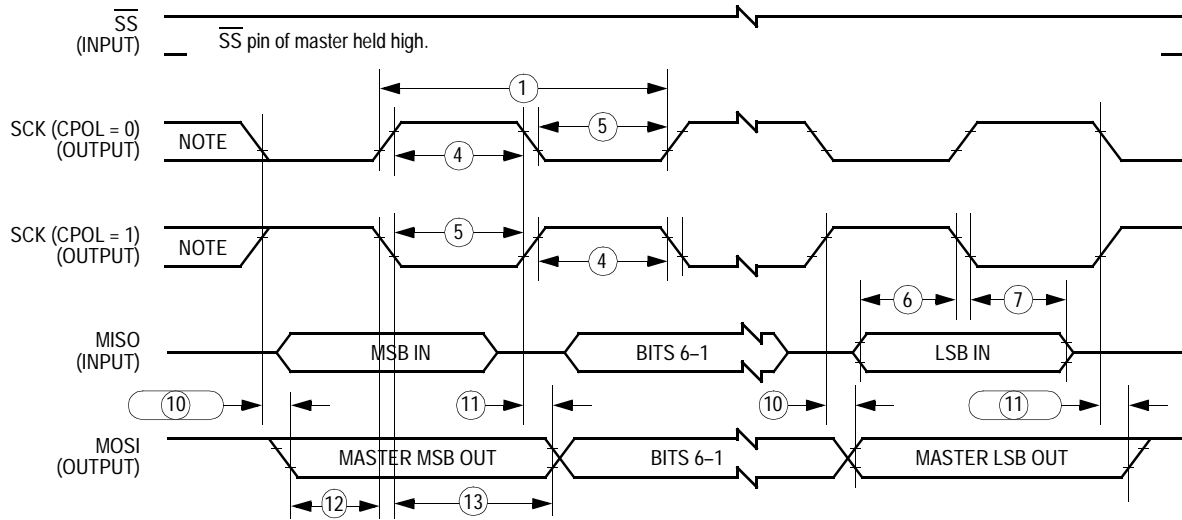 SS
(INPUT)
SS pin of master held high.
1
SCK (CPOL = 0)
(OUTPUT)
NOTE
5
4
SCK (CPOL = 1)
(OUTPUT)
NOTE
5
4
6
7
MISO
(INPUT)
MSB IN
BITS 6–1
LSB IN
10
11
10
11
MOSI
(OUTPUT)
MASTER MSB OUT
BITS 6–1
MASTER LSB OUT
12
13